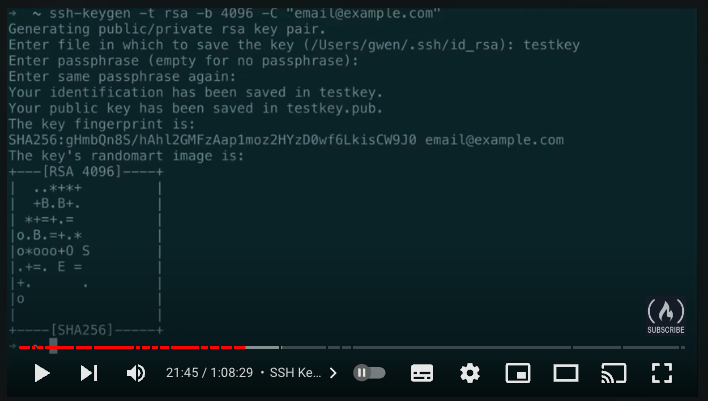 → ~ ssh-keygen -t rsa -b 4096 -C "email@example.com"
Generating public/private rsa key pair.
Enter file in which to save the key (/Users/gwen/.ssh/id_rsa): testkey
Enter passphrase (empty for no passphrase):
Enter same passphrase again:
Your identification has been saved in testkey.
Your public key has been saved in testkey.pub.
The key fingerprint is:
SHA256:gHmbQn8S/hAhl2GMFzAap1moz2HYzD0wf6LkisCW9J0 email@example.com
The key's randomart image is:
+---[RSA 4096]----+
|  ..*+*+         |
|  +B.B+.         |
| *+=+.=          |
|o.B.=+.*         |
|o*ooo+O S        |
|.+=. E =         |
|+.      .        |
|o                |
|                 |
+----[SHA256]-----+
→ ~
SUBSCRIBE
21:45 / 1:08:29 • SSH Ke... >